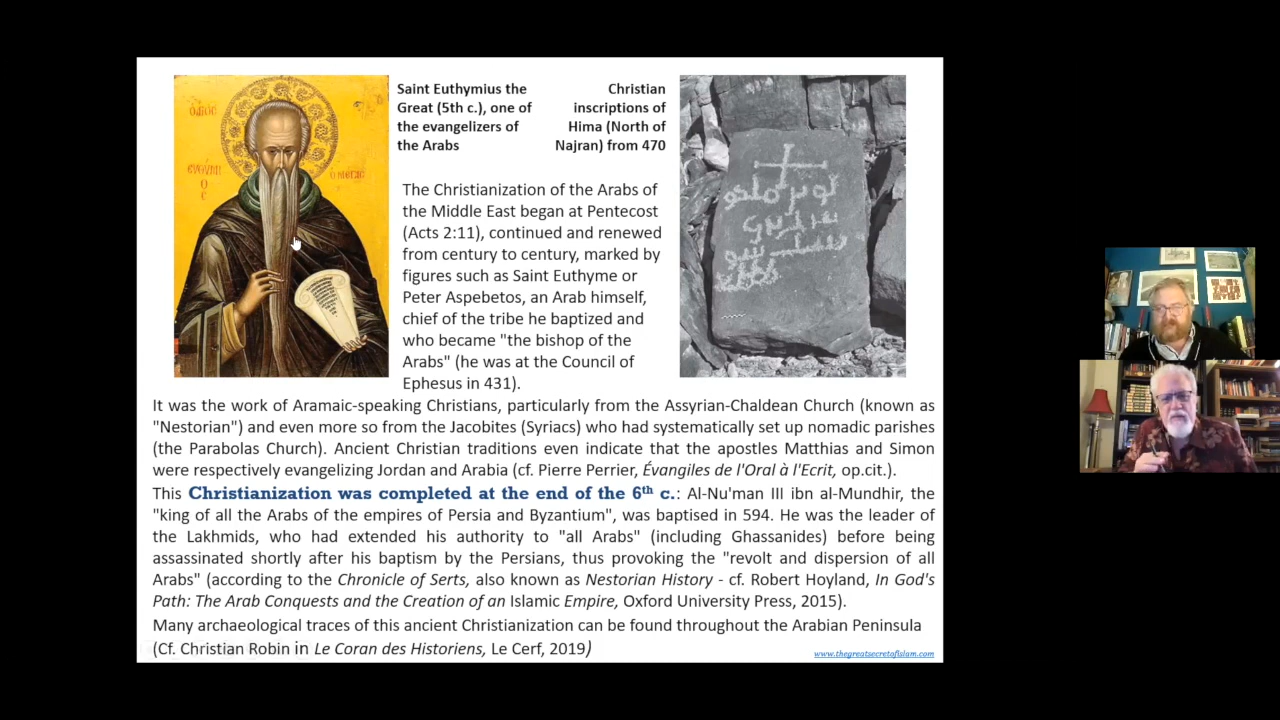 Saint Euthymius the
Great (5th c.), one of
the evangelizers of
the Arabs
Christian
inscriptions of
Hima (North of
Najran) from 470
The Christianization of the Arabs of
the Middle East began at Pentecost
(Acts 2:11), continued and renewed
from century to century, marked by
figures such as Saint Euthyme or
Peter Aspebetos, an Arab himself,
chief of the tribe he baptized and
who became "the bishop of the
Arabs" (he was at the Council of
Ephesus in 431).
It was the work of Aramaic-speaking Christians, particularly from the Assyrian-Chaldean Church (known as
"Nestorian") and even more so from the Jacobites (Syriacs) who had systematically set up nomadic parishes
(the Parabolas Church). Ancient Christian traditions even indicate that the apostles Matthias and Simon
were respectively evangelizing Jordan and Arabia (cf. Pierre Perrier, Évangiles de l'Oral à l'Ecrit, op.cit.).
This Christianization was completed at the end of the 6th c.: Al-Nu'man III ibn al-Mundhir, the
"king of all the Arabs of the empires of Persia and Byzantium", was baptised in 594. He was the leader of
the Lakhmids, who had extended his authority to "all Arabs" (including Ghassanides) before being
assassinated shortly after his baptism by the Persians, thus provoking the "revolt and dispersion of all
Arabs" (according to the Chronicle of Serts, also known as Nestorian History - cf. Robert Hoyland, In God's
Path: The Arab Conquests and the Creation of an Islamic Empire, Oxford University Press, 2015).
Many archaeological traces of this ancient Christianization can be found throughout the Arabian Peninsula
(Cf. Christian Robin in Le Coran des Historiens, Le Cerf, 2019)
www.thegreatsecretofislam.com